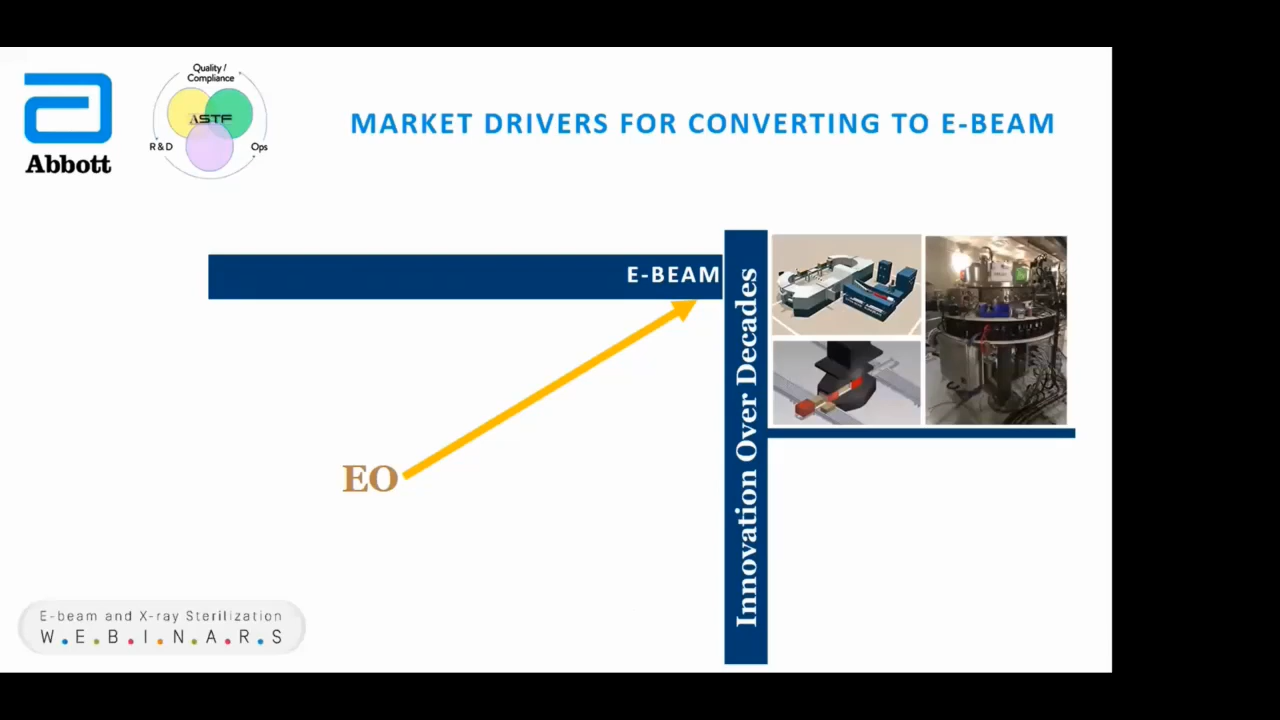 Quality /
Compliance
ASTF
R & D
Ops
Abbott
MARKET DRIVERS FOR CONVERTING TO E-BEAM
E-BEAM
Innovation Over Decades
EO
E-beam and X-ray Sterilization
W.E.B.I.N.A.R.S